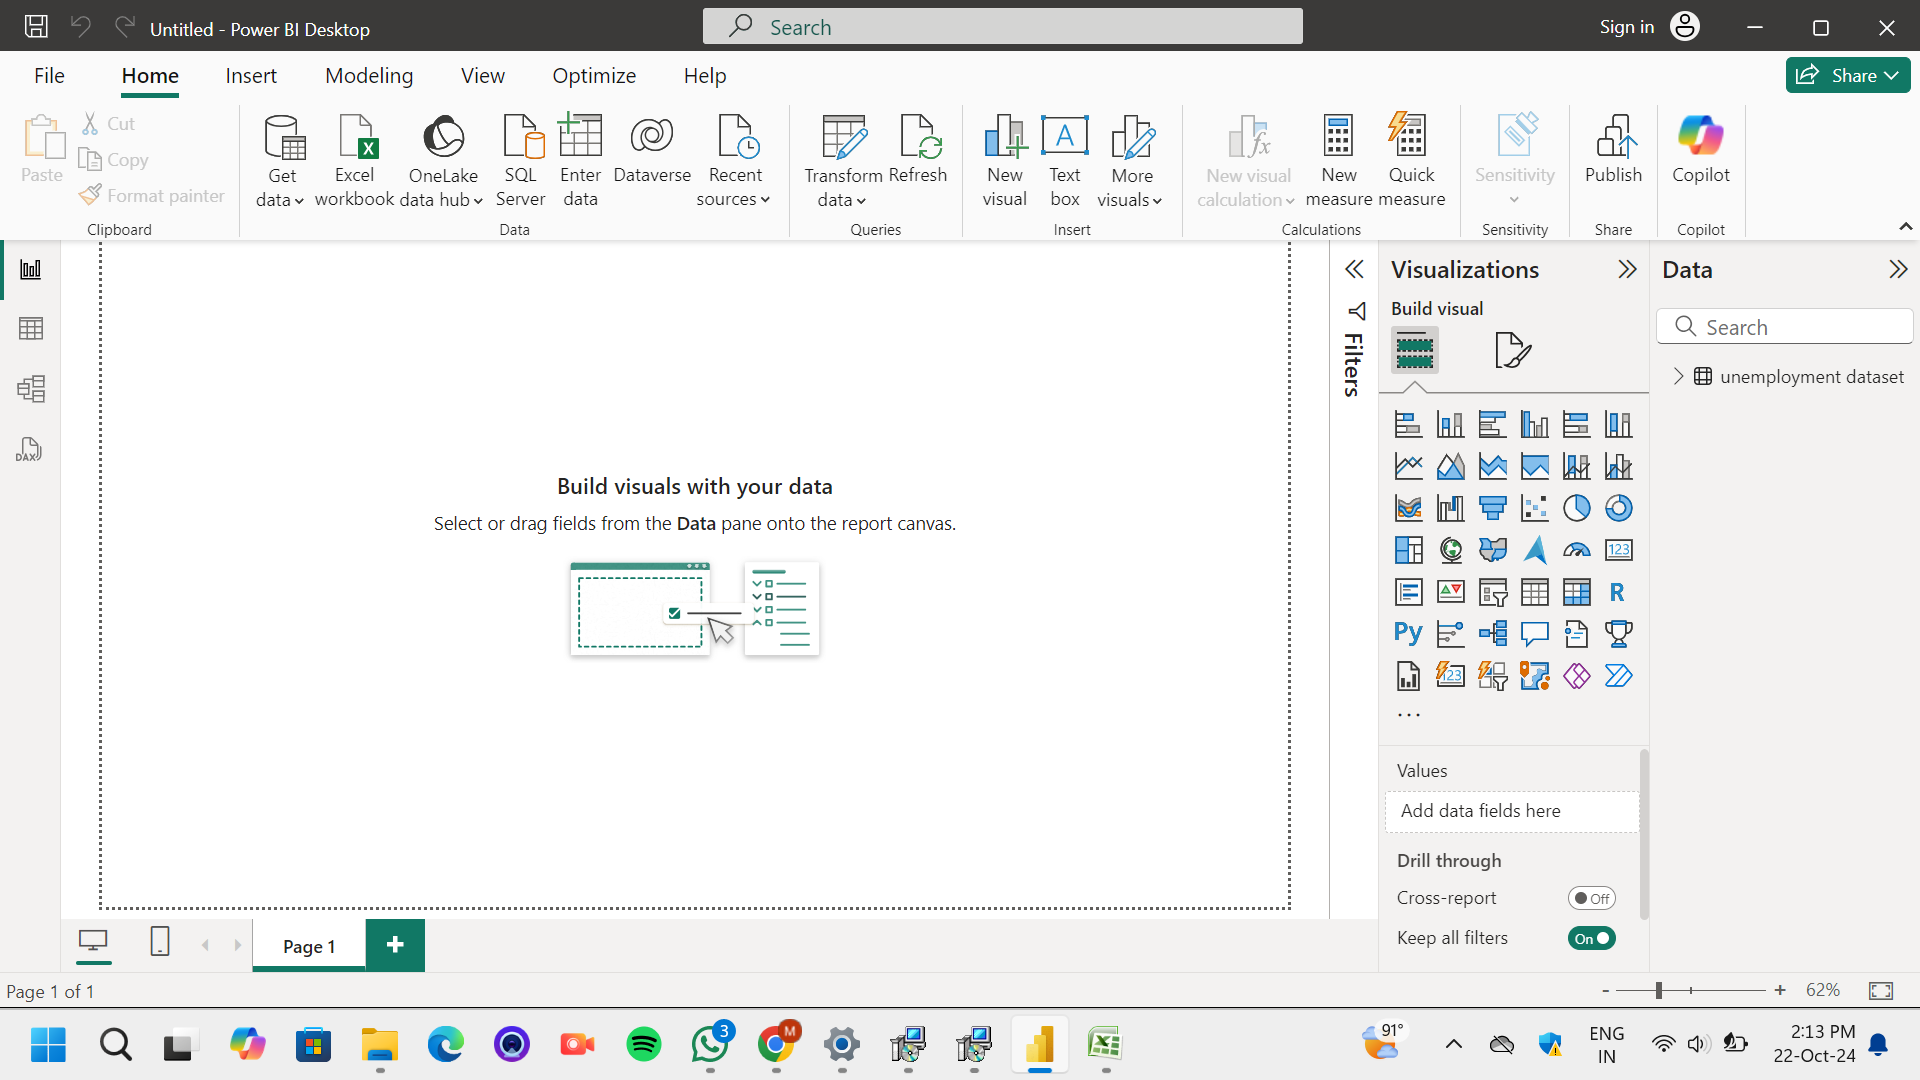 Untitled - Power BI Desktop
Search
Sign in
File
Home
Insert
Modeling
View
Optimize
Help
Share
Paste
Cut
Copy
Format painter
Clipboard
Get data
Excel workbook
OneLake data hub
SQL Server
Enter data
Dataverse
Recent sources
Data
Transform data
Refresh
Queries
New visual
Text box
More visuals
Insert
New visual calculation
New measure
Quick measure
Calculations
Sensitivity
Sensitivity
Publish
Share
Copilot
Copilot
DAX
Build visuals with your data
Select or drag fields from the Data pane onto the report canvas.
Filters
Visualizations
Build visual
123
R
Py
123
Values
Add data fields here
Drill through
Cross-report
Off
Keep all filters
On
Data
Search
unemployment dataset
Page 1
Page 1 of 1
- + 62%
3
M
91°
ENG
IN
2:13 PM
22-Oct-24